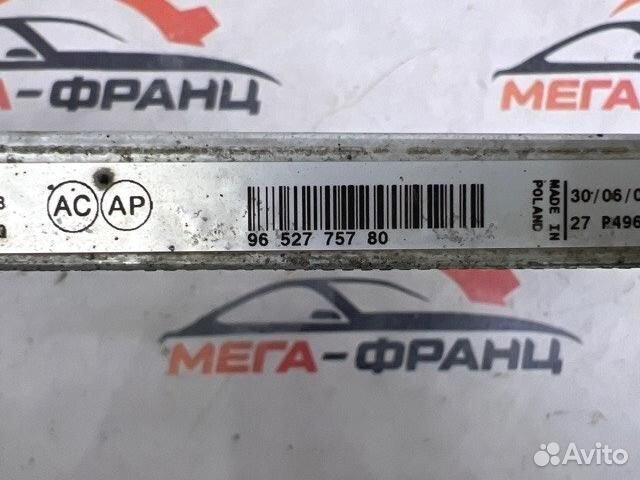 МЕГА-ФРАНЦ
МЕГА-ФРАНЦ
AC AP
96 527 757 80
MADE IN
POLAND
30/06/0
27 P496
МЕГА-ФРАНЦ
Avito